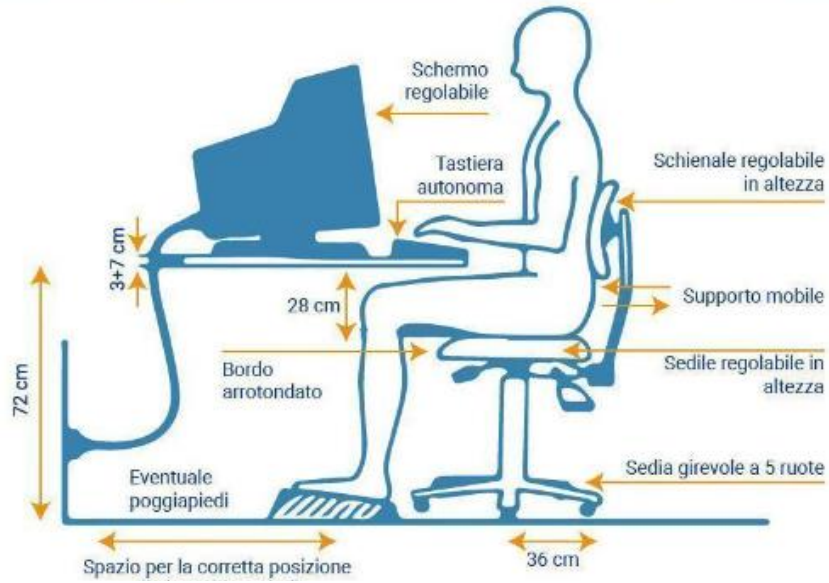 Schermo
regolabile
Tastiera
autonoma
Schienale regolabile
in altezza
3+7 cm
28 cm
Supporto mobile
Bordo
arrotondato
Sedile regolabile in
altezza
72 cm
Eventuale
poggiapiedi
Sedia girevole a 5 ruote
Spazio per la corretta posizione
36 cm